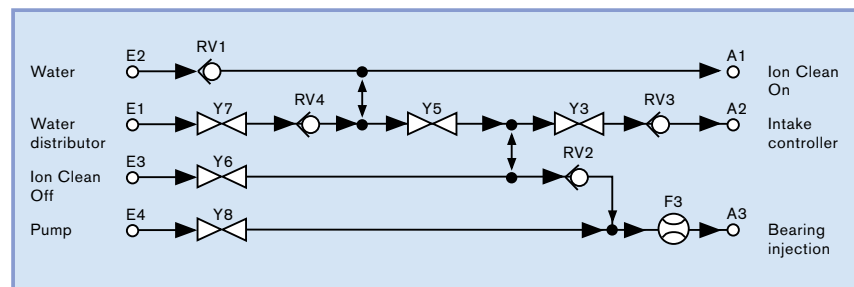 E2 RV1 A1
Water Ion Clean
On
E1 Y7 RV4 Y5 Y3 RV3 A2
Water Intake
distributor controller
E3 Y6 RV2
Ion Clean
Off
E4 Y8 F3 A3
Pump Bearing
injection